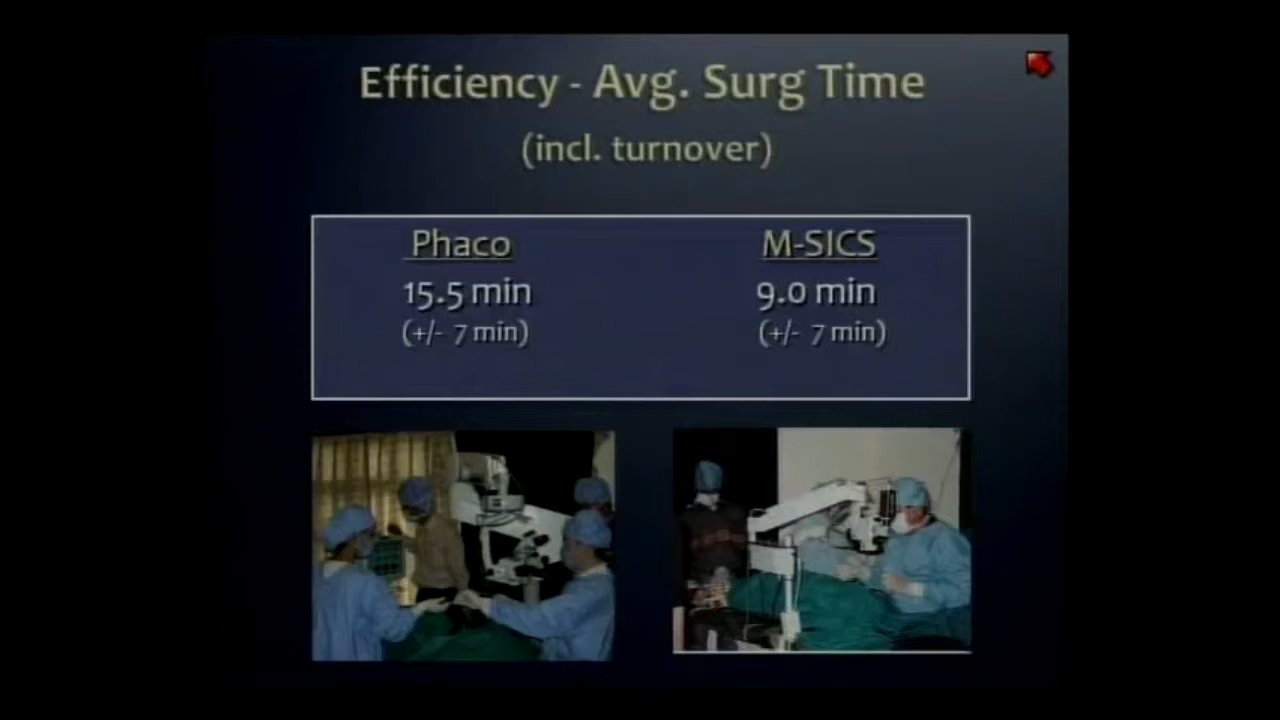 Efficiency - Avg. Surg Time
(incl. turnover)
Phaco M-SICS
15.5 min 9.0 min
(+/- 7 min) (+/- 7 min)